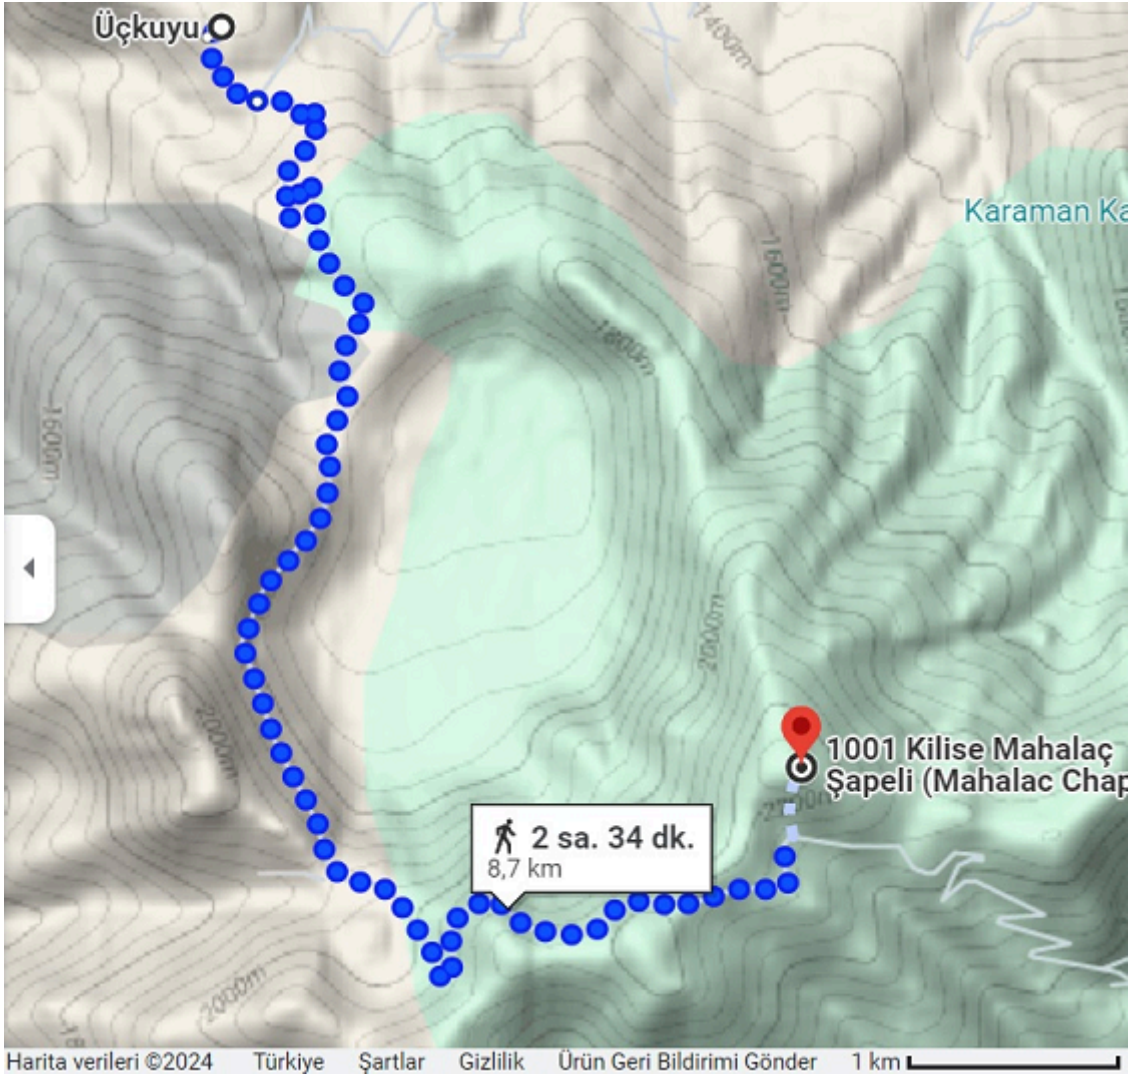 Üçkuyu
1400m
Karaman Ka
1600m
1800m
1600m
2000m
2000m
1001 Kilise Mahalaç
Şapeli (Mahalac Chap
2 sa. 34 dk.
8,7 km
2000m
Harita verileri ©2024 Türkiye Şartlar Gizlilik Ürün Geri Bildirimi Gönder 1 km